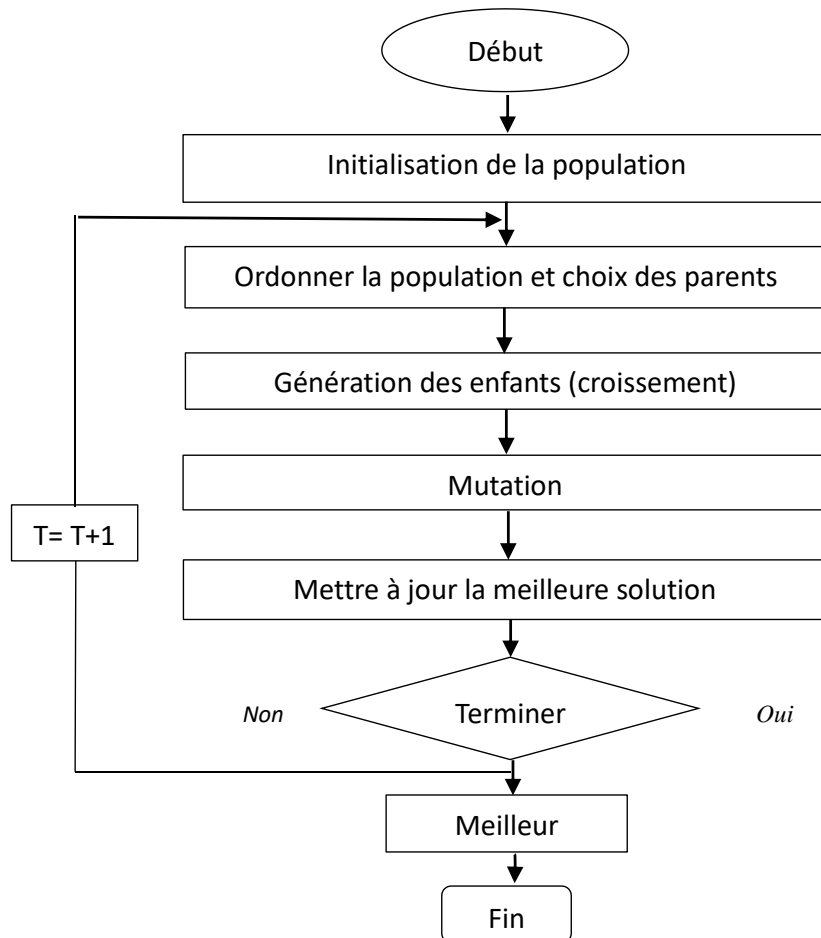 Début
Initialisation de la population
Ordonner la population et choix des parents
Génération des enfants (croissement)
Mutation
T= T+1
Mettre à jour la meilleure solution
Non
Terminer
Oui
Meilleur
Fin